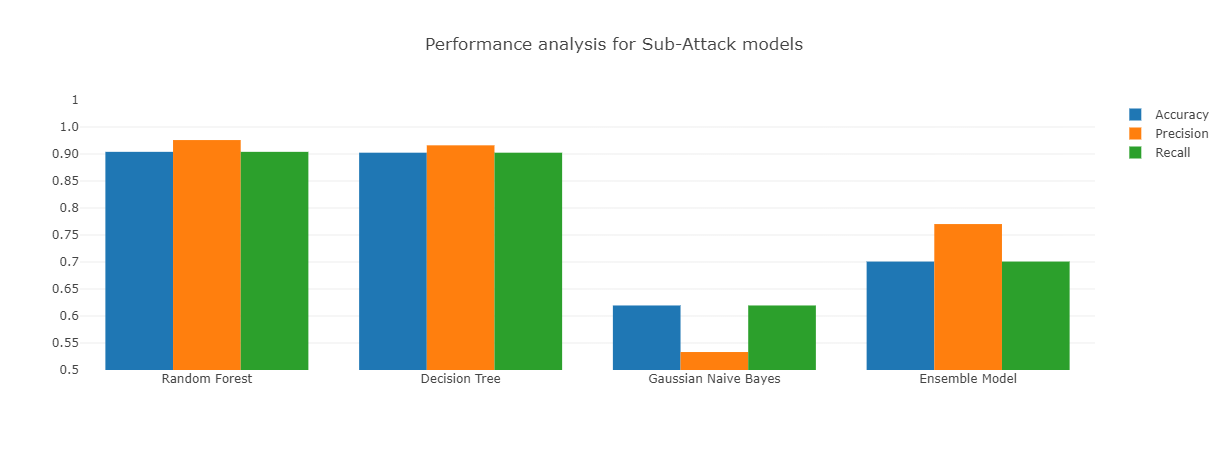 Performance analysis for Sub-Attack models
1
1.0
0.90
0.85
0.8
0.75
0.7
0.65
0.6
0.55
0.5
Random Forest
Decision Tree
Gaussian Naive Bayes
Ensemble Model
Accuracy
Precision
Recall